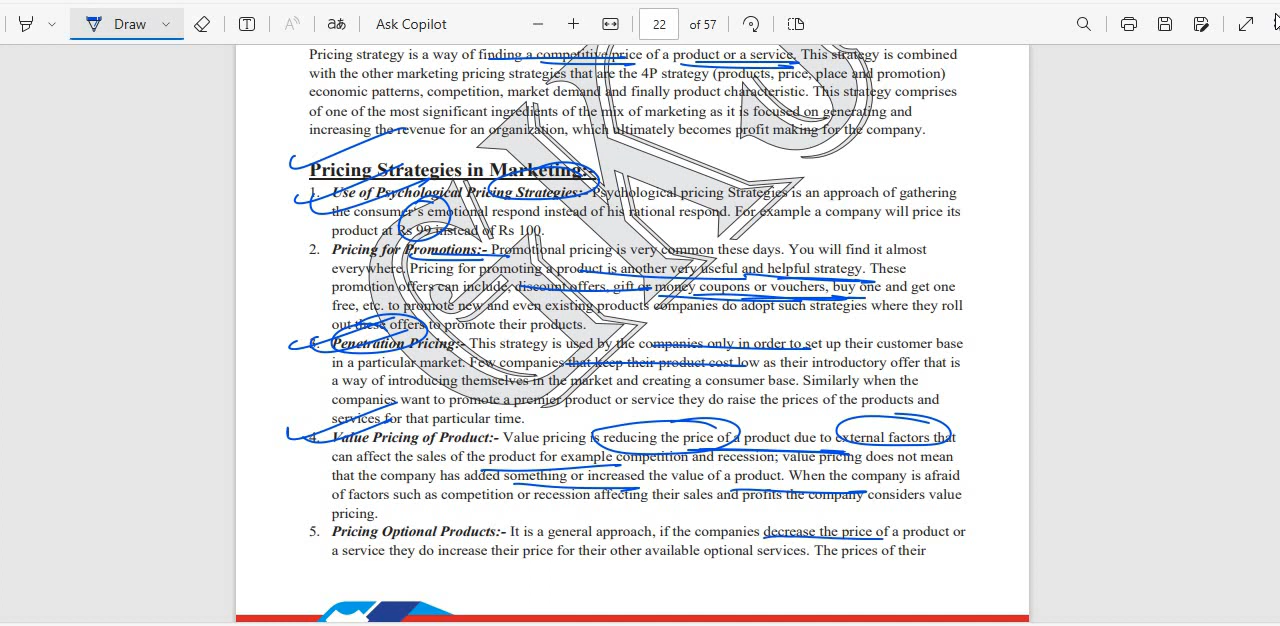 Draw
aあ
Ask Copilot
22
of 57
Pricing strategy is a way of finding a competitive price of a product or a service. This strategy is combined
with the other marketing pricing strategies that are the 4P strategy (products, price, place and promotion)
economic patterns, competition, market demand and finally product characteristic. This strategy comprises
of one of the most significant ingredients of the mix of marketing as it is focused on generating and
increasing the revenue for an organization, which ultimately becomes profit making for the company.
Pricing Strategies in Marketing:-
1. Use of Psychological Pricing Strategies:- Psychological pricing Strategies is an approach of gathering
the consumer's emotional respond instead of his rational respond. For example a company will price its
product at Rs 99 instead of Rs 100.
2. Pricing for Promotions:- Promotional pricing is very common these days. You will find it almost
everywhere. Pricing for promoting a product is another very useful and helpful strategy. These
promotion offers can include, discount offers, gift or money coupons or vouchers, buy one and get one
free, etc. to promote new and even existing products companies do adopt such strategies where they roll
out these offers to promote their products.
3. Penetration Pricing:- This strategy is used by the companies only in order to set up their customer base
in a particular market. Few companies that keep their product cost low as their introductory offer that is
a way of introducing themselves in the market and creating a consumer base. Similarly when the
companies want to promote a premier product or service they do raise the prices of the products and
services for that particular time.
4. Value Pricing of Product:- Value pricing is reducing the price of a product due to external factors that
can affect the sales of the product for example competition and recession; value pricing does not mean
that the company has added something or increased the value of a product. When the company is afraid
of factors such as competition or recession affecting their sales and profits the company considers value
pricing.
5. Pricing Optional Products:- It is a general approach, if the companies decrease the price of a product or
a service they do increase their price for their other available optional services. The prices of their